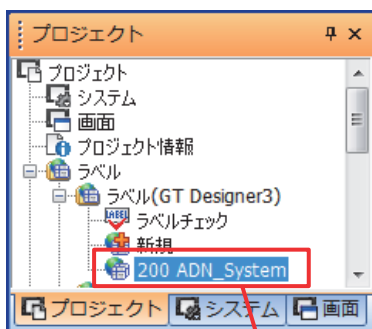 プロジェクト
プロジェクト
システム
画面
プロジェクト情報
ラベル
ラベル(GT Designer3)
LABEL
ラベルチェック
新規
200 ADN_System
プロジェクト システム 画面